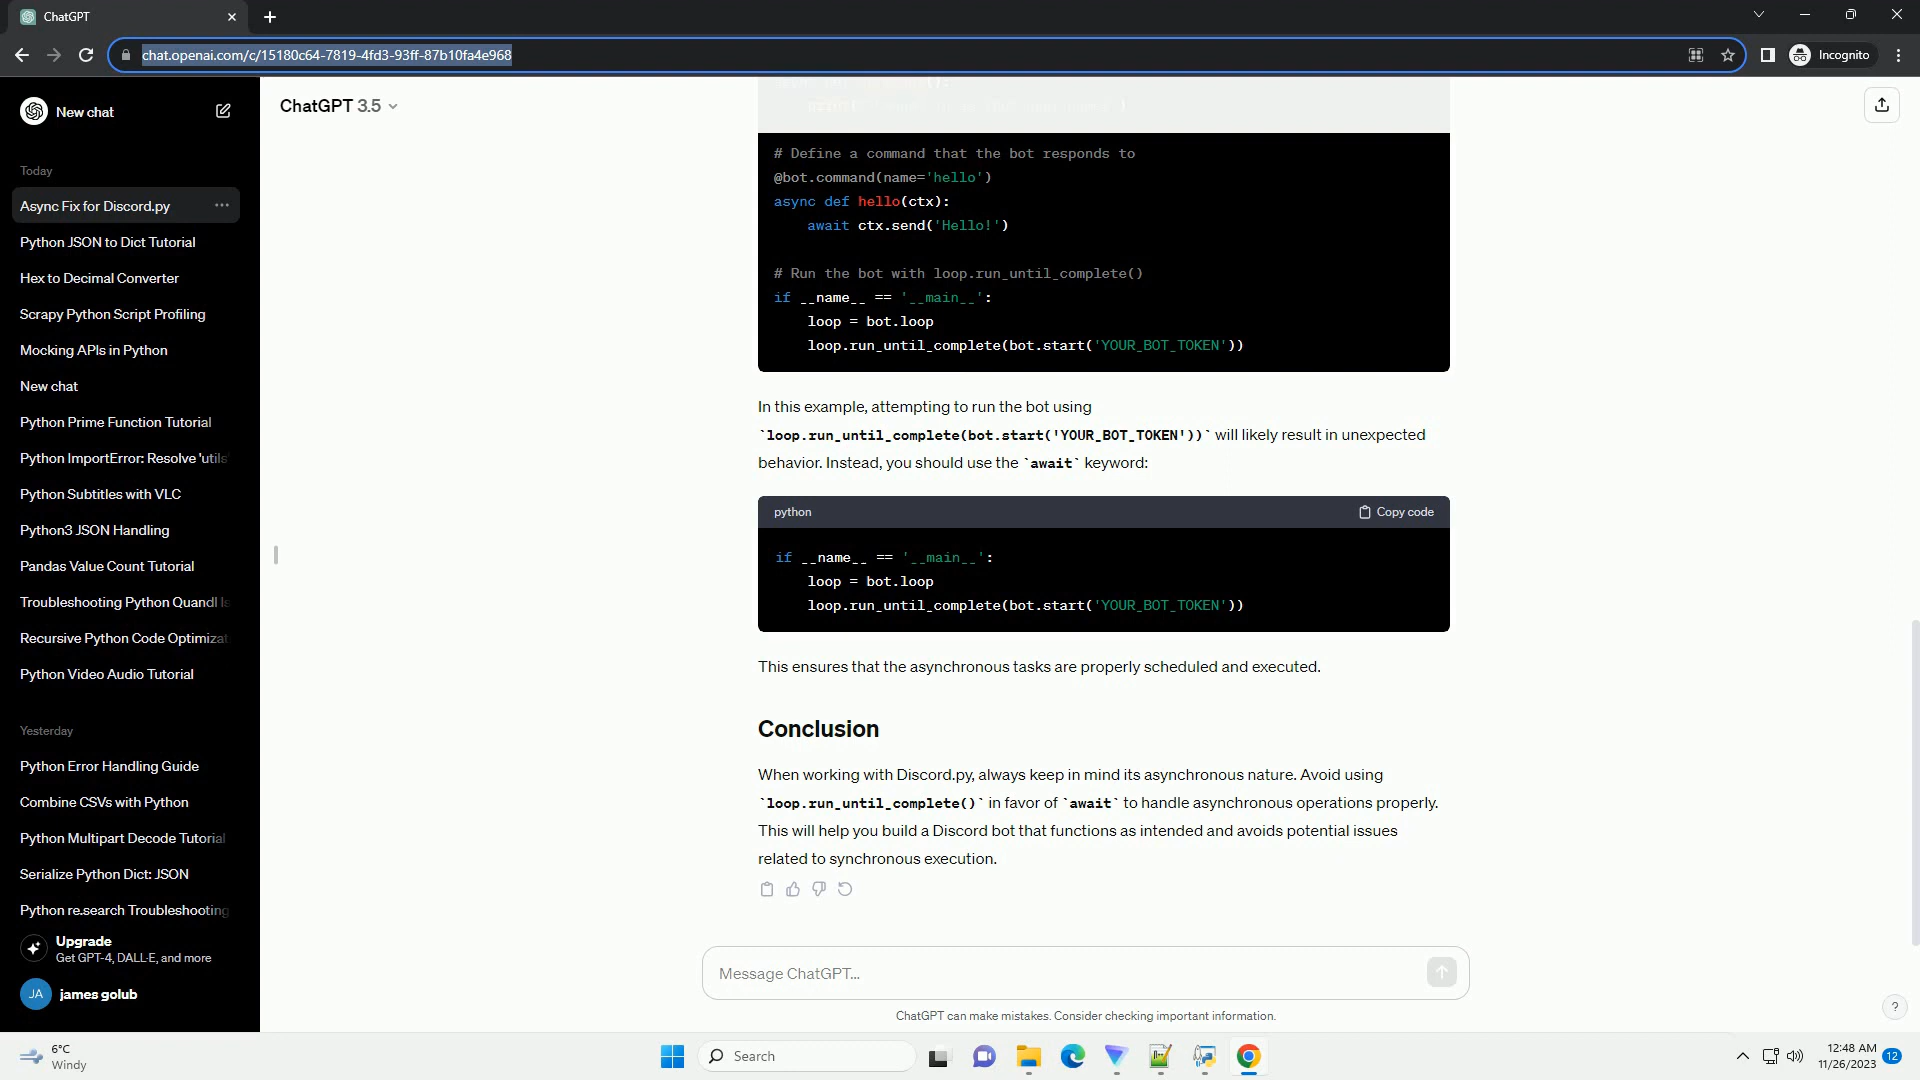 ChatGPT
chat.openai.com/c/15180c64-7819-4fd3-93ff-87b10fa4e968
Incognito
New chat
ChatGPT 3.5
Today
Async Fix for Discord.py
Python JSON to Dict Tutorial
Hex to Decimal Converter
Scrapy Python Script Profiling
Mocking APIs in Python
New chat
Python Prime Function Tutorial
Python ImportError: Resolve 'utils'
Python Subtitles with VLC
Python3 JSON Handling
Pandas Value Count Tutorial
Troubleshooting Python Quandl Is
Recursive Python Code Optimizat
Python Video Audio Tutorial
Yesterday
Python Error Handling Guide
Combine CSVs with Python
Python Multipart Decode Tutorial
Serialize Python Dict: JSON
Python re.search Troubleshooting
Upgrade
Get GPT-4, DALL·E, and more
JA
james golub
# Define a command that the bot responds to
@bot.command(name='hello')
async def hello(ctx):
    await ctx.send('Hello!')
# Run the bot with loop.run_until_complete()
if __name__ == '__main__':
    loop = bot.loop
    loop.run_until_complete(bot.start('YOUR_BOT_TOKEN'))
In this example, attempting to run the bot using
`loop.run_until_complete(bot.start('YOUR_BOT_TOKEN'))` will likely result in unexpected
behavior. Instead, you should use the `await` keyword:
python
Copy code
if __name__ == '__main__':
    loop = bot.loop
    loop.run_until_complete(bot.start('YOUR_BOT_TOKEN'))
This ensures that the asynchronous tasks are properly scheduled and executed.
Conclusion
When working with Discord.py, always keep in mind its asynchronous nature. Avoid using
`loop.run_until_complete()` in favor of `await` to handle asynchronous operations properly.
This will help you build a Discord bot that functions as intended and avoids potential issues
related to synchronous execution.
Message ChatGPT...
ChatGPT can make mistakes. Consider checking important information.
?
6°C
Windy
Search
12:48 AM
11/26/2023
12